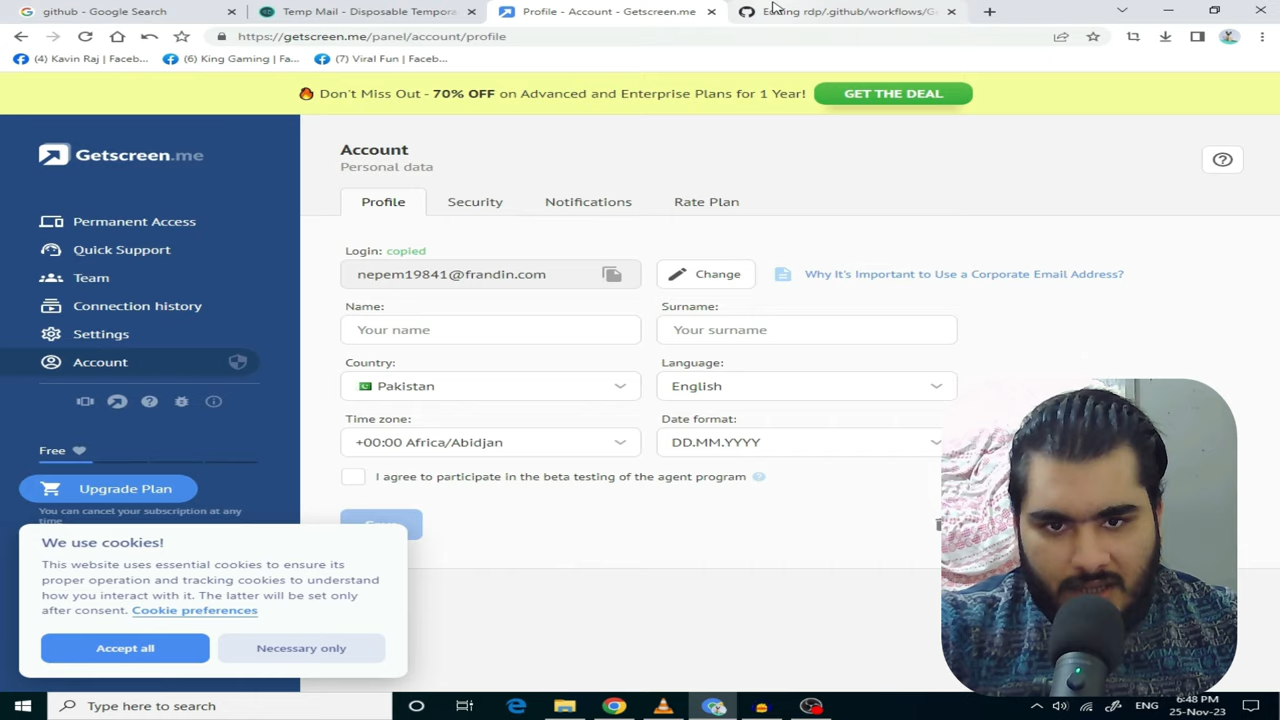 github - Google Search
Temp Mail - Disposable Tempora
Profile - Account - Getscreen.me
Editing rdp/.github/workflows/Ge
https://getscreen.me/panel/account/profile
(4) Kavin Raj | Faceb...
(6) King Gaming | Fa...
(7) Viral Fun | Faceb...
Don't Miss Out - 70% OFF on Advanced and Enterprise Plans for 1 Year!
GET THE DEAL
Getscreen.me
Account
Personal data
Permanent Access
Quick Support
Team
Connection history
Settings
Account
Profile
Security
Notifications
Rate Plan
Login: copied
nepem19841@frandin.com
Change
Why It's Important to Use a Corporate Email Address?
Name:
Surname:
Your name
Your surname
Country:
Language:
Pakistan
English
Time zone:
Date format:
+00:00 Africa/Abidjan
DD.MM.YYYY
I agree to participate in the beta testing of the agent program
Free
Upgrade Plan
You can cancel your subscription at any
time
We use cookies!
This website uses essential cookies to ensure its
proper operation and tracking cookies to understand
how you interact with it. The latter will be set only
after consent. Cookie preferences
Accept all
Necessary only
Type here to search
ENG
6:48 PM
25-Nov-23